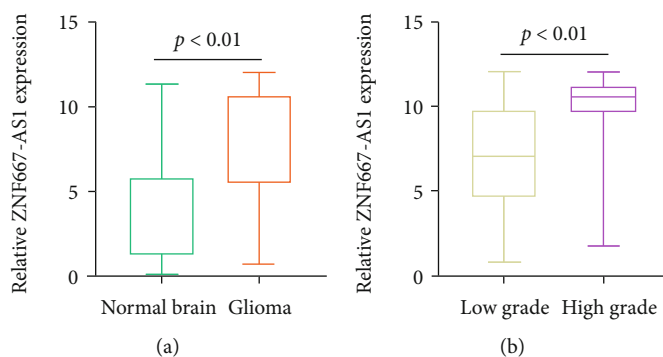 Relative ZNF667-AS1 expression
15
10
5
0
p < 0.01
Normal brain Glioma
(a)
Relative ZNF667-AS1 expression
15
10
5
0
p < 0.01
Low grade High grade
(b)